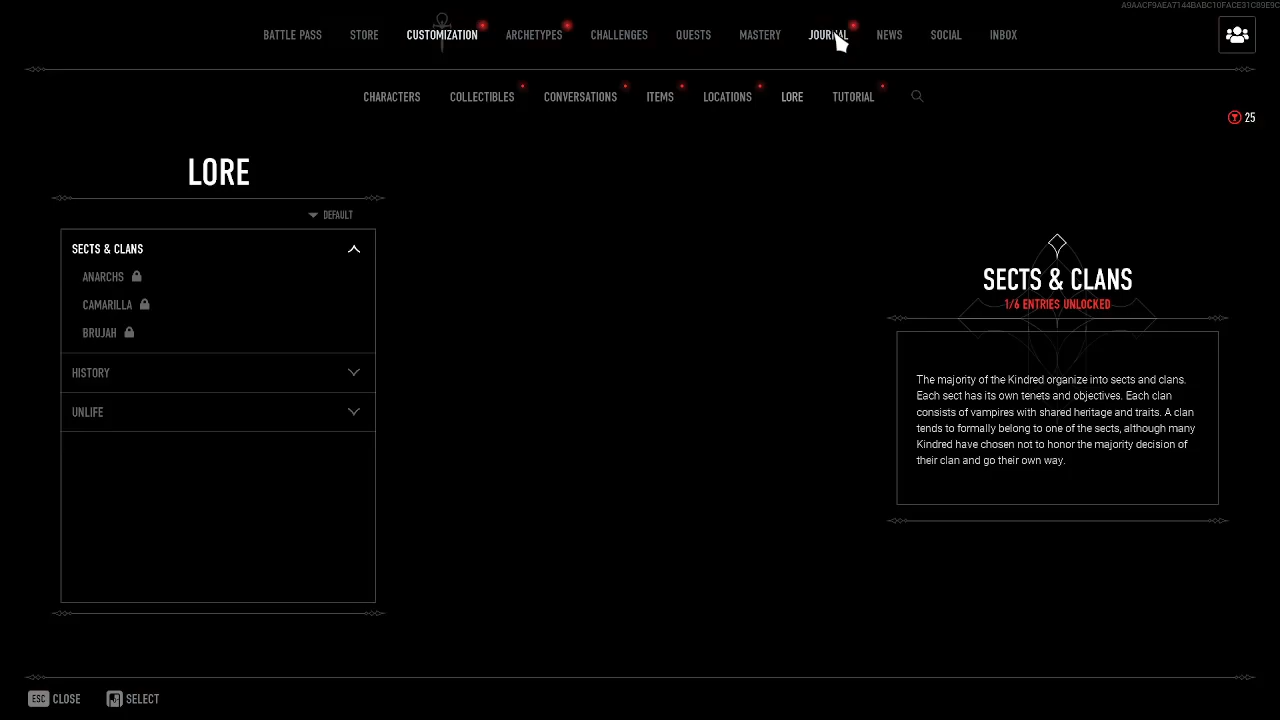 A9AACF9AEA7144BABC10FACE31C89E9C
BATTLE PASS STORE CUSTOMIZATION ARCHETYPES CHALLENGES QUESTS MASTERY JOURNAL NEWS SOCIAL INBOX
CHARACTERS COLLECTIBLES CONVERSATIONS ITEMS LOCATIONS LORE TUTORIAL
25
LORE
DEFAULT
SECTS & CLANS
ANARCHS
CAMARILLA
BRUJAH
HISTORY
UNLIFE
SECTS & CLANS
1/6 ENTRIES UNLOCKED
The majority of the Kindred organize into sects and clans.
Each sect has its own tenets and objectives. Each clan
consists of vampires with shared heritage and traits. A clan
tends to formally belong to one of the sects, although many
Kindred have chosen not to honor the majority decision of
their clan and go their own way.
ESC CLOSE SELECT